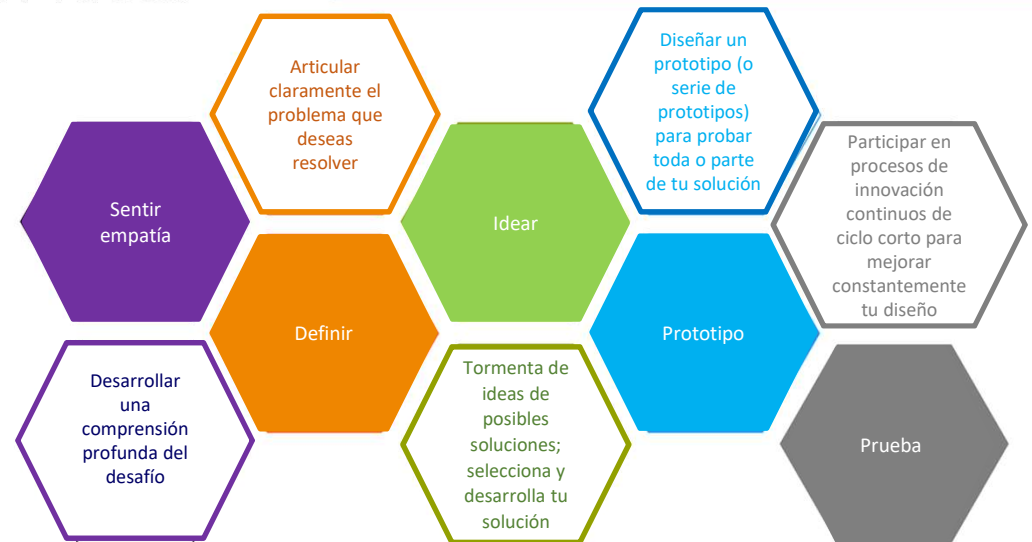 Sentir
empatía
Desarrollar
una
comprensión
profunda del
desafío
Articular
claramente el
problema que
deseas
resolver
Definir
Idear
Tormenta de
ideas de
posibles
soluciones;
selecciona y
desarrolla tu
solución
Diseñar un
prototipo (o
serie de
prototipos)
para probar
toda o parte
de tu solución
Prototipo
Participar en
procesos de
innovación
continuos de
ciclo corto para
mejorar
constantemente
tu diseño
Prueba